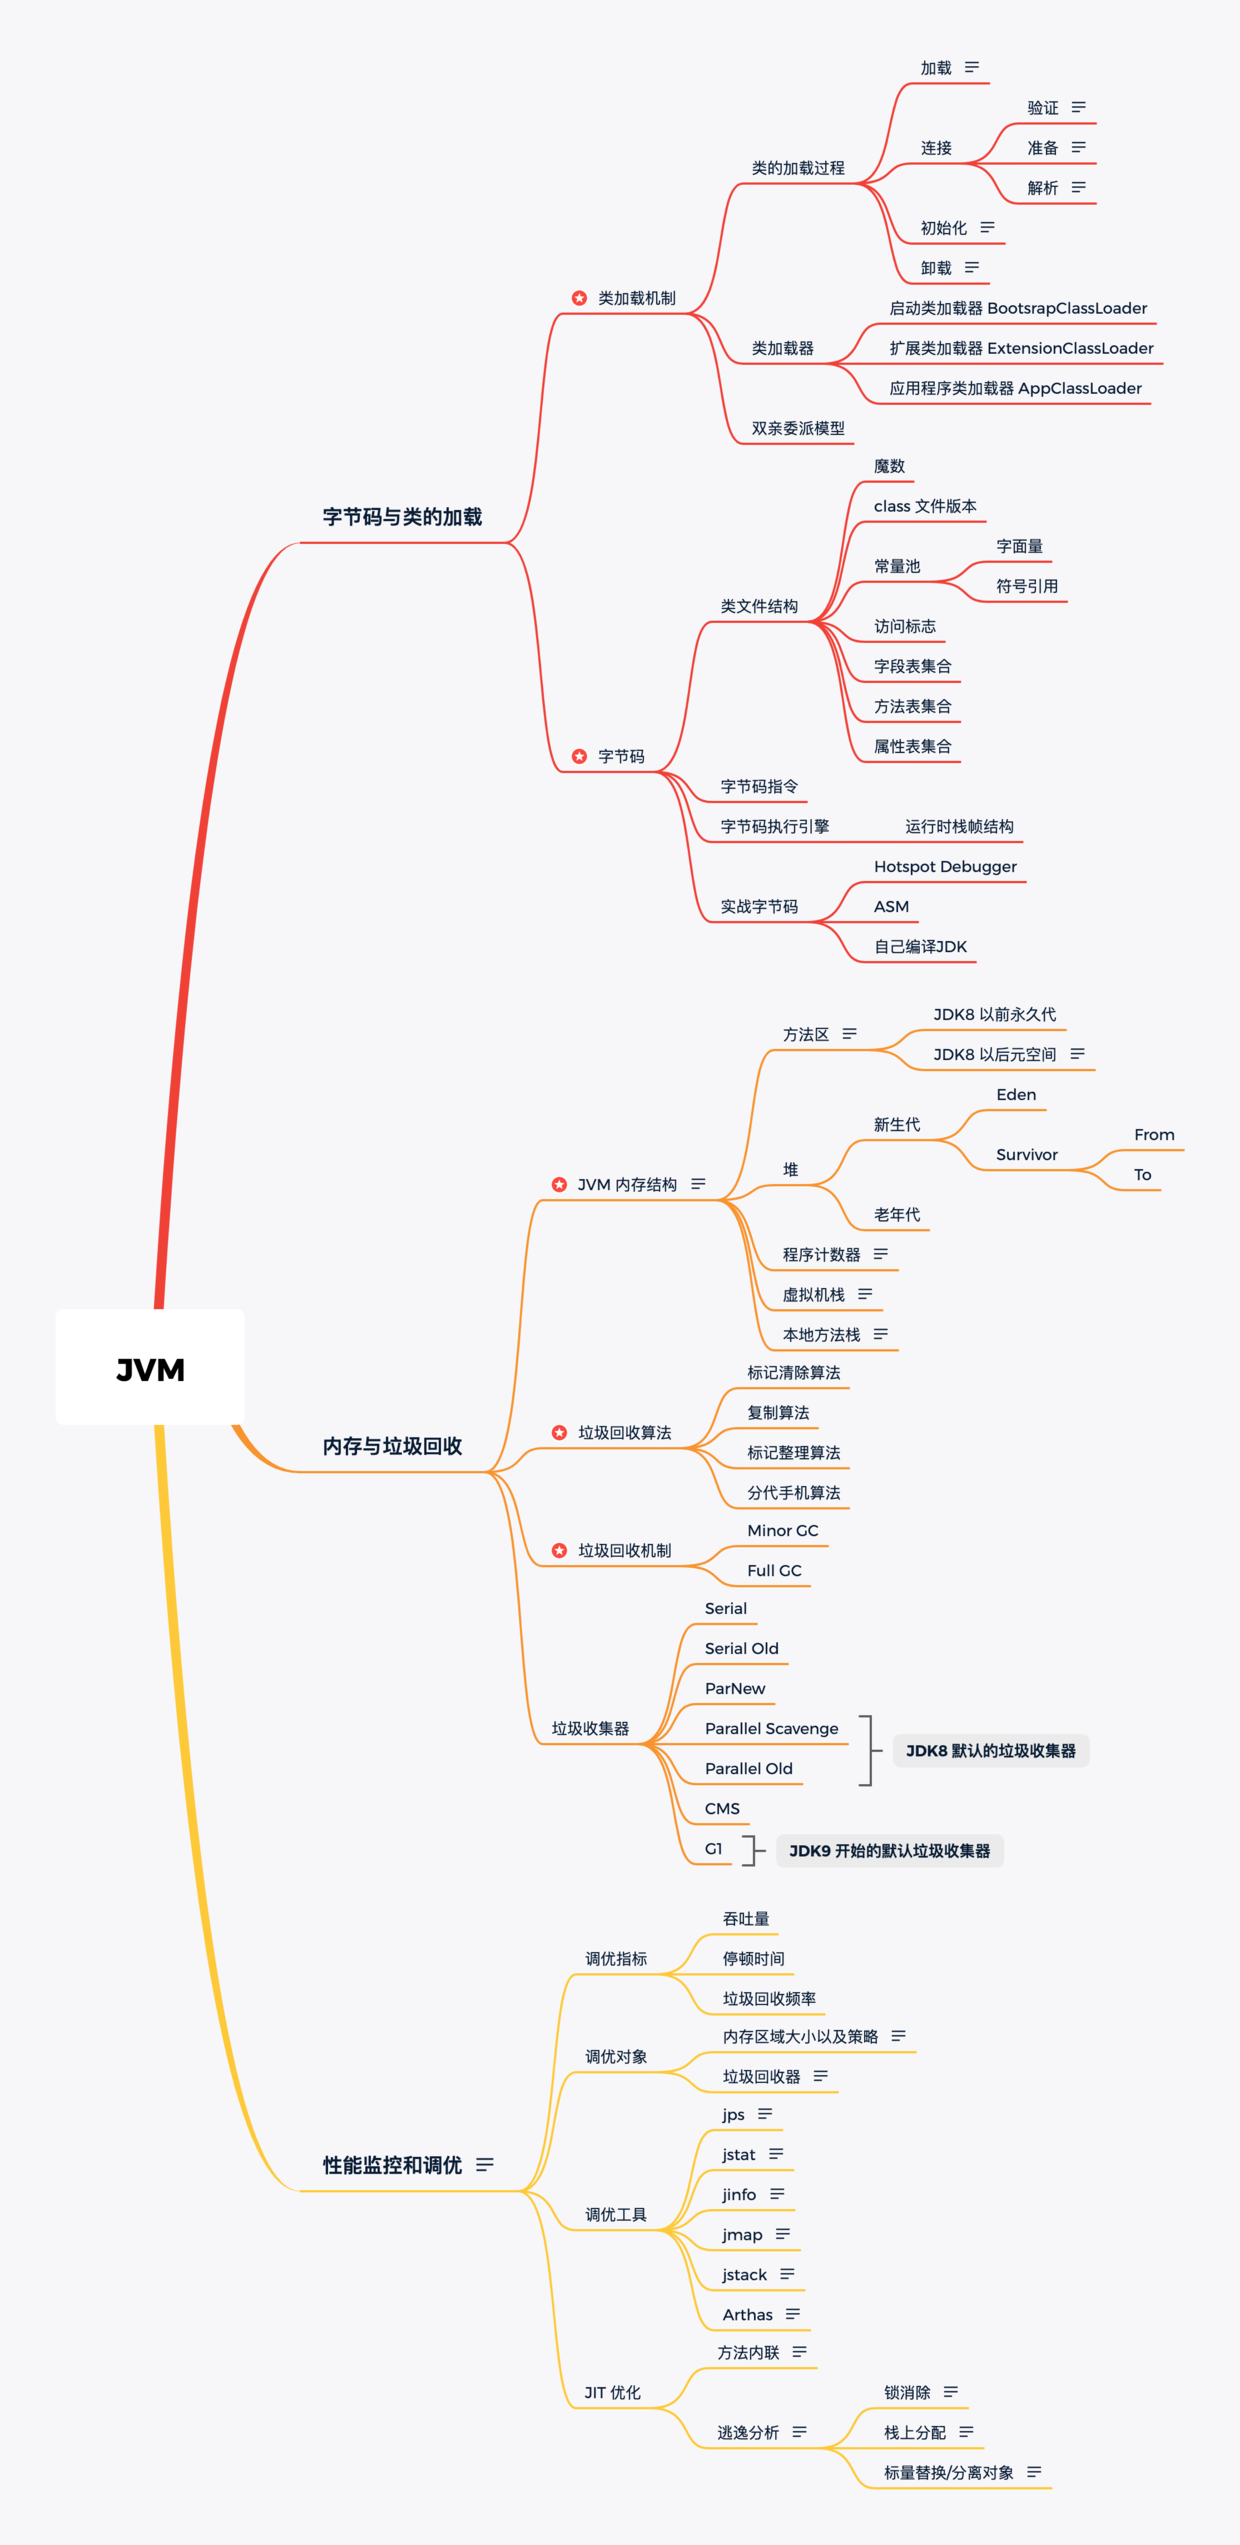 JVM
字节码与类的加载
类加载机制
类的加载过程
加载
连接
验证
准备
解析
初始化
卸载
类加载器
启动类加载器 BootsrapClassLoader
扩展类加载器 ExtensionClassLoader
应用程序类加载器 AppClassLoader
双亲委派模型
字节码
类文件结构
魔数
class 文件版本
常量池
字面量
符号引用
访问标志
字段表集合
方法表集合
属性表集合
字节码指令
字节码执行引擎
运行时栈帧结构
实战字节码
Hotspot Debugger
ASM
自己编译JDK
内存与垃圾回收
JVM 内存结构
方法区
JDK8 以前永久代
JDK8 以后元空间
堆
新生代
Eden
Survivor
From
To
老年代
程序计数器
虚拟机栈
本地方法栈
垃圾回收算法
标记清除算法
复制算法
标记整理算法
分代手机算法
垃圾回收机制
Minor GC
Full GC
垃圾收集器
Serial
Serial Old
ParNew
Parallel Scavenge
Parallel Old
JDK8 默认的垃圾收集器
CMS
G1
JDK9 开始的默认垃圾收集器
性能监控和调优
调优指标
吞吐量
停顿时间
垃圾回收频率
调优对象
内存区域大小以及策略
垃圾回收器
调优工具
jps
jstat
jinfo
jmap
jstack
Arthas
JIT 优化
方法内联
逃逸分析
锁消除
栈上分配
标量替换/分离对象